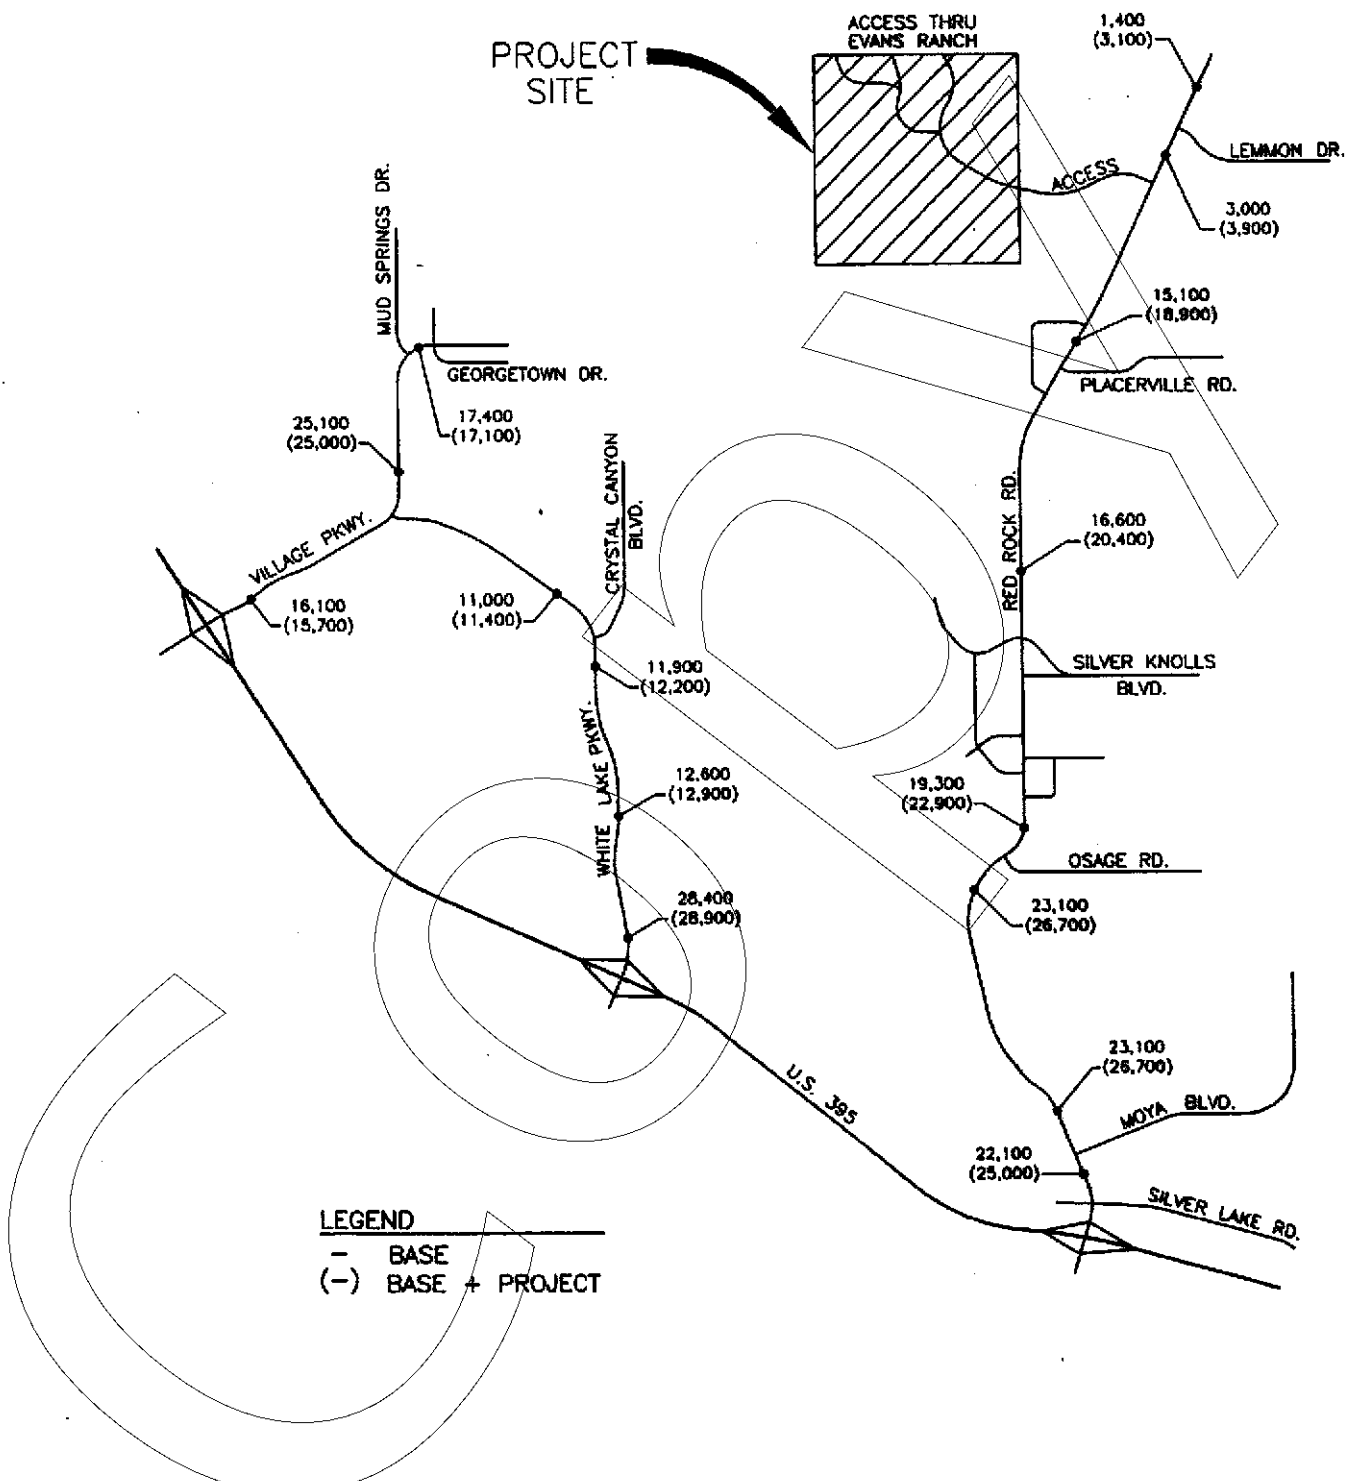 ACCESS THRU
EVANS RANCH
1,400
(3,100)
PROJECT
SITE
LEMMON DR.
ACCESS
3,000
(3,900)
MUD SPRINGS DR.
15,100
(18,900)
GEORGETOWN DR.
PLACERVILLE RD.
17,400
(17,100)
25,100
(25,000)
CRYSTAL CANYON
BLVD.
RED ROCK RD.
16,600
(20,400)
VILLAGE PKWY.
16,100
(15,700)
11,000
(11,400)
11,900
(12,200)
SILVER KNOLLS
BLVD.
WHITE LAKE PKWY.
12,600
(12,900)
19,300
(22,900)
OSAGE RD.
28,400
(28,900)
23,100
(26,700)
23,100
(26,700)
U.S. 395
MOYA BLVD.
22,100
(25,000)
SILVER LAKE RD.
LEGEND
- BASE
(-) BASE + PROJECT
COPY